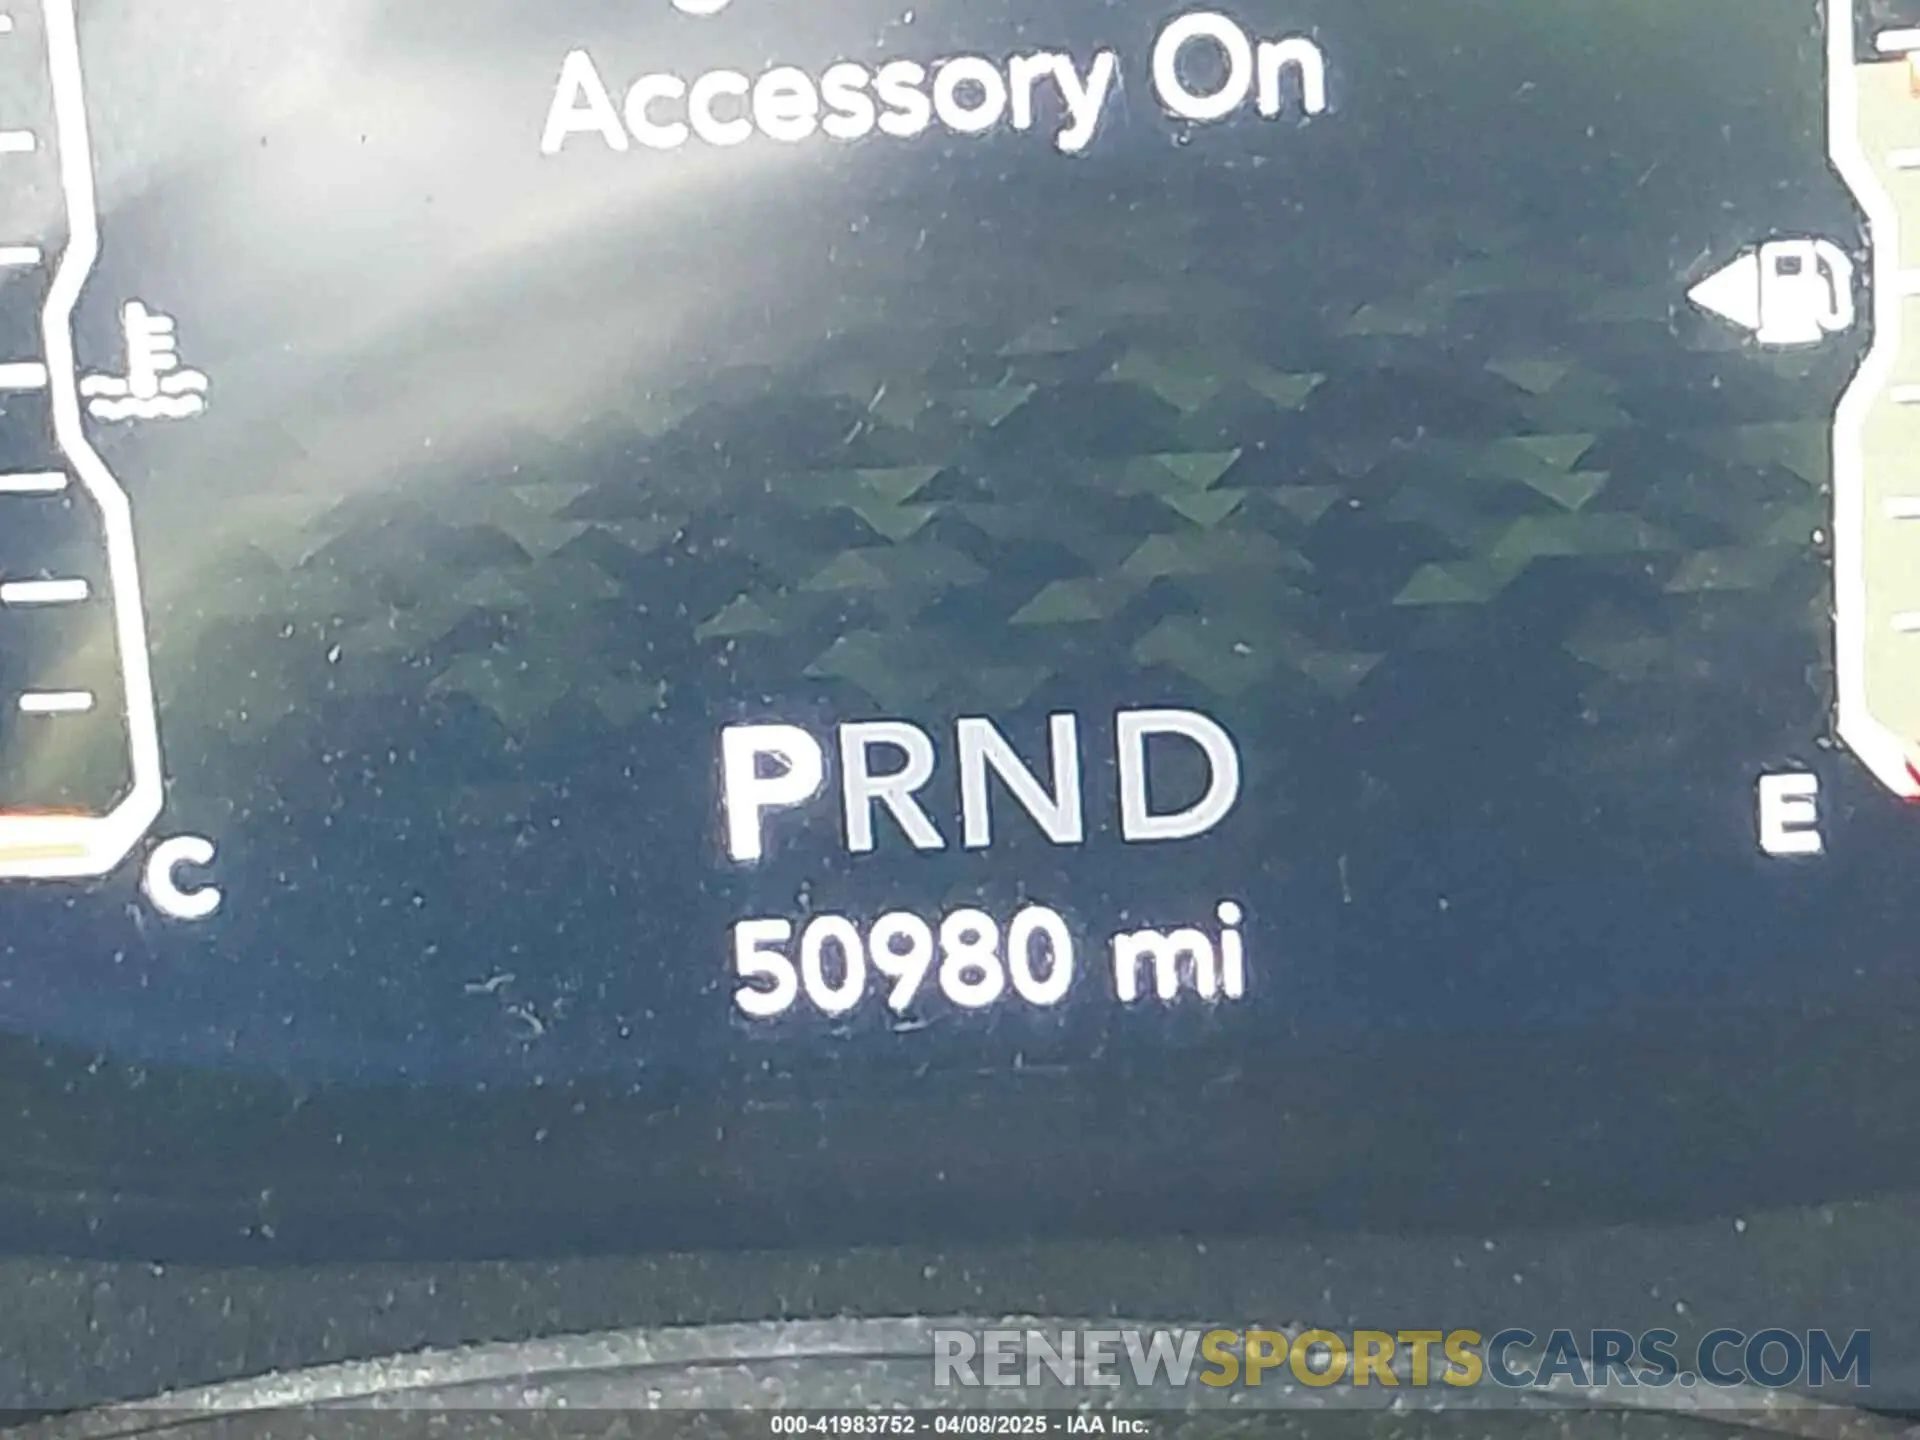 Accessory On
PRND
E
C
50980 mi
RENEWSPORTSCARS.COM
000-41983752 - 04/08/2025 - IAA Inc.